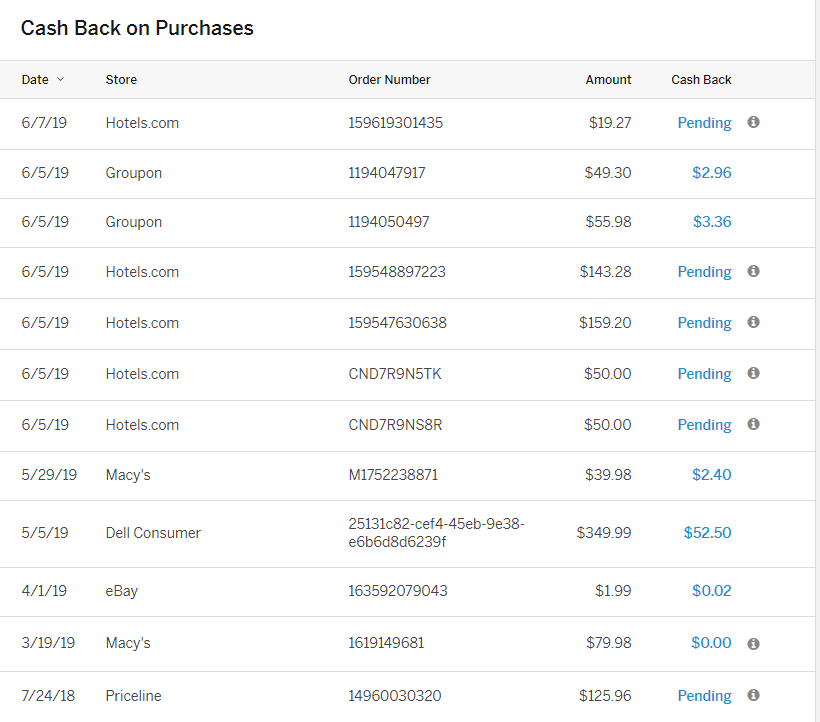 Cash Back on Purchases
Date Store Order Number Amount Cash Back
6/7/19 Hotels.com 159619301435 $19.27 Pending
6/5/19 Groupon 1194047917 $49.30 $2.96
6/5/19 Groupon 1194050497 $55.98 $3.36
6/5/19 Hotels.com 159548897223 $143.28 Pending
6/5/19 Hotels.com 159547630638 $159.20 Pending
6/5/19 Hotels.com CND7R9N5TK $50.00 Pending
6/5/19 Hotels.com CND7R9NS8R $50.00 Pending
5/29/19 Macy's M1752238871 $39.98 $2.40
5/5/19 Dell Consumer 25131c82-cef4-45eb-9e38- $349.99 $52.50
e6b6d8d6239f
4/1/19 eBay 163592079043 $1.99 $0.02
3/19/19 Macy's 1619149681 $79.98 $0.00
7/24/18 Priceline 14960030320 $125.96 Pending